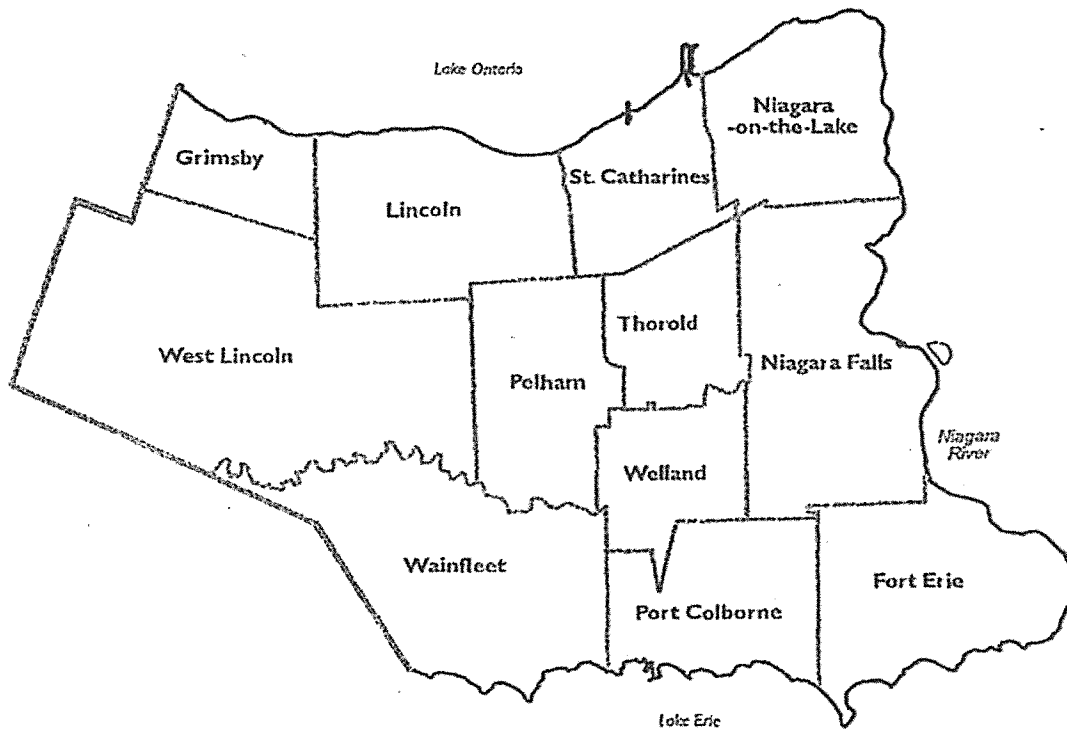 Lake Ontario
Niagara
-on-the-Lake
Grimsby
St. Catharines
Lincoln
Thorold
West Lincoln
Niagara Falls
Pelham
Niagara
River
Welland
Wainfleet
Fort Erie
Port Colborne
Lake Erie